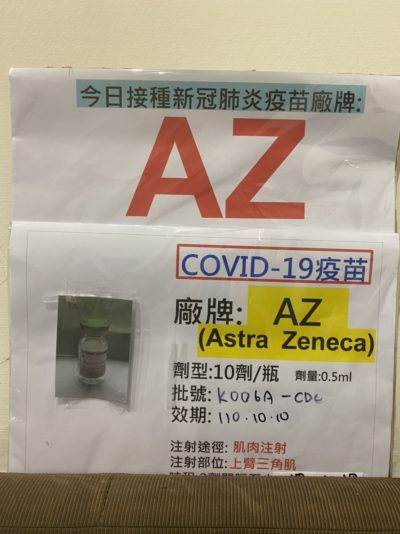 今日接種新冠肺炎疫苗廠牌:
AZ
COVID-19疫苗
廠牌: AZ
(Astra Zeneca)
劑型:10劑/瓶 劑量:0.5ml
批號: K006A-CDC
效期: 110.10.10
注射途徑: 肌肉注射
注射部位: 上臂三角肌